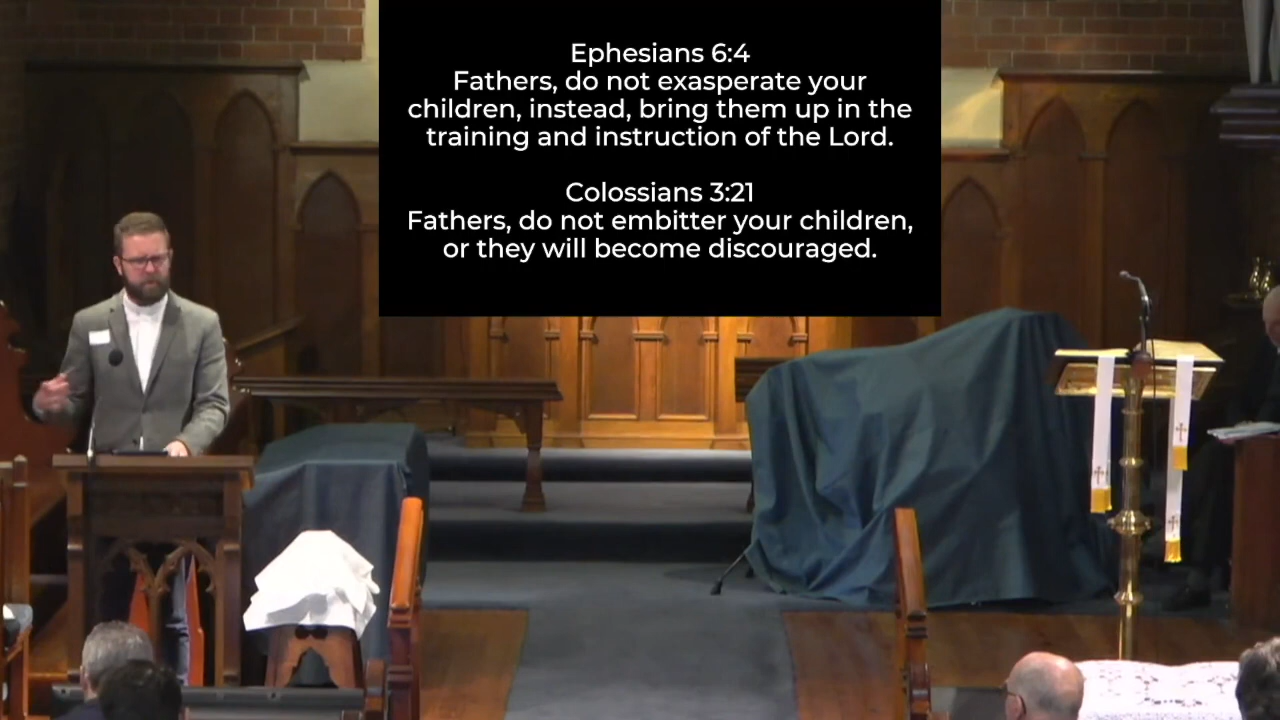 Ephesians 6:4
Fathers, do not exasperate your
children, instead, bring them up in the
training and instruction of the Lord.
Colossians 3:21
Fathers, do not embitter your children,
or they will become discouraged.